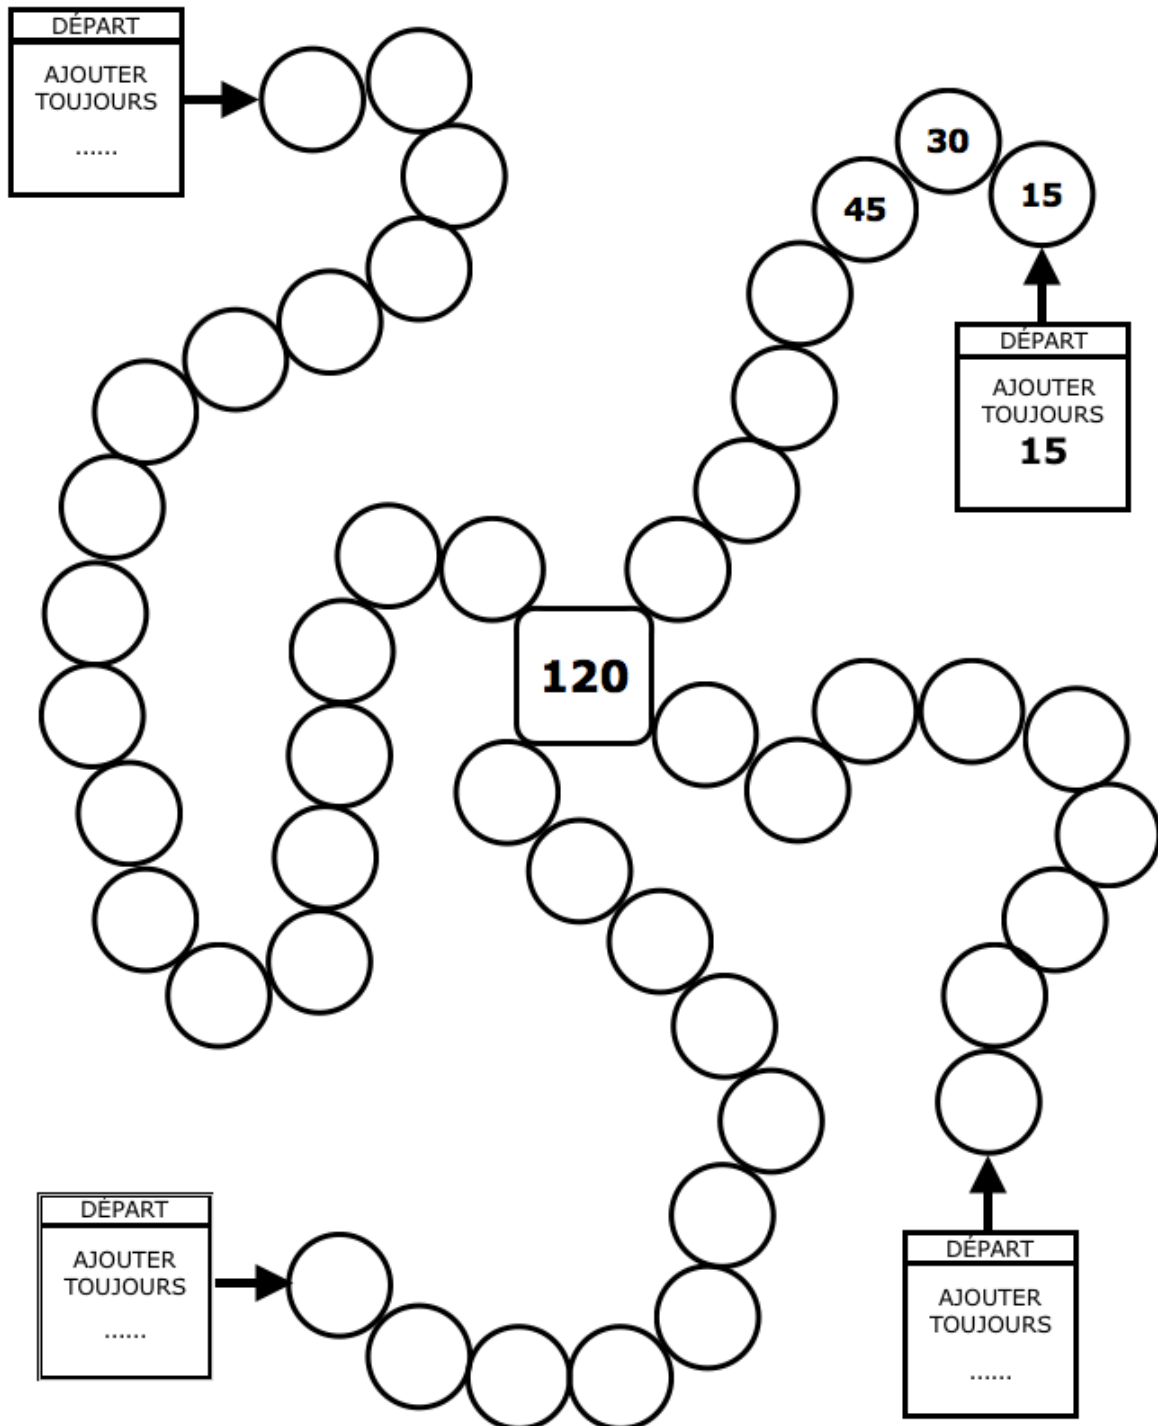 DÉPART
AJOUTER
TOUJOURS
......
30
15
45
DÉPART
AJOUTER
TOUJOURS
15
120
DÉPART
AJOUTER
TOUJOURS
......
DÉPART
AJOUTER
TOUJOURS
......